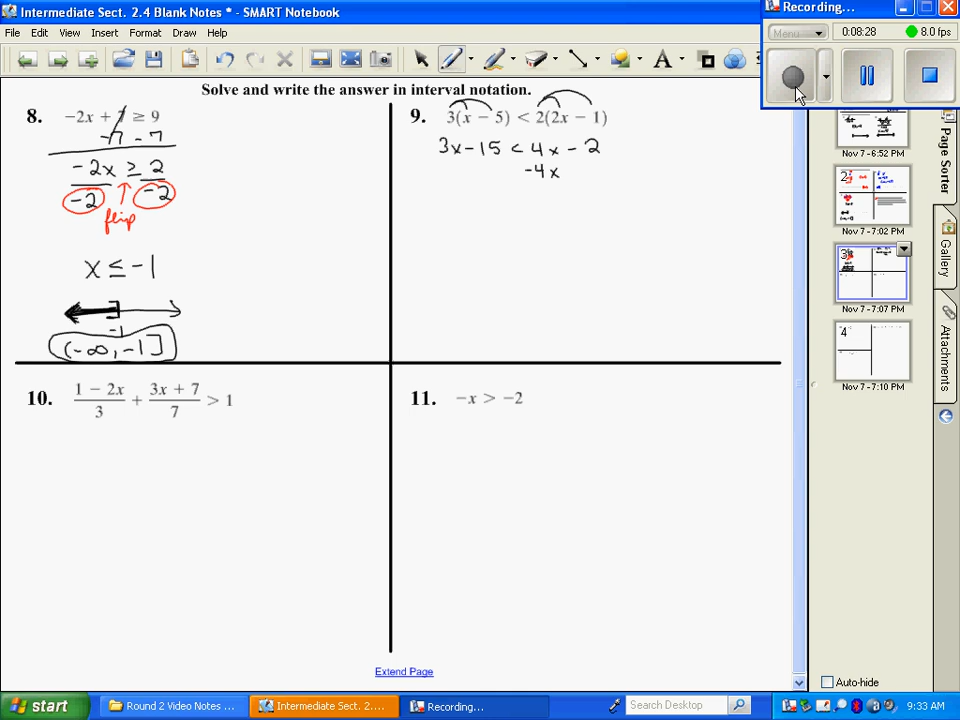 Intermediate Sect. 2.4 Blank Notes * - SMART Notebook
Recording...
File Edit View Insert Format Draw Help
Menu
0:08:28
8.0 fps
Solve and write the answer in interval notation.
8. −2x + 7 ≥ 9
-7 -7
-2x ≥ 2
-2 -2
flip
x ≤ -1
-1
(-∞, -1]
9. 3(x − 5) < 2(2x − 1)
3x - 15 < 4x - 2
-4x
10. (1 − 2x)/3 + (3x + 7)/7 > 1
11. −x > −2
Extend Page
Nov 7 - 6:52 PM
2
Nov 7 - 7:02 PM
3
Nov 7 - 7:07 PM
4
Nov 7 - 7:10 PM
Page Sorter
Gallery
Attachments
Auto-hide
start
Round 2 Video Notes ...
Intermediate Sect. 2....
Recording...
Search Desktop
9:33 AM